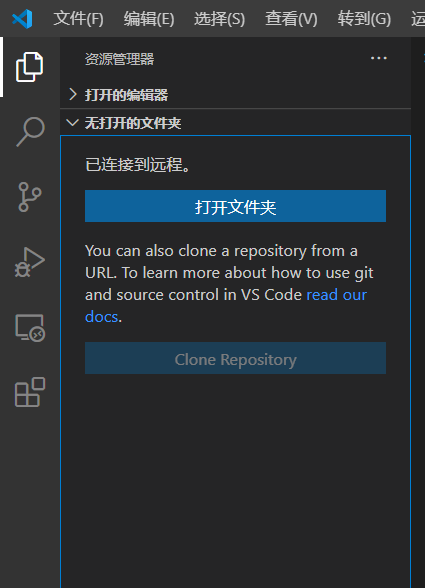 文件(F) 编辑(E) 选择(S) 查看(V) 转到(G)
资源管理器
打开的编辑器
无打开的文件夹
已连接到远程。
打开文件夹
You can also clone a repository from a
URL. To learn more about how to use git
and source control in VS Code read our
docs.
Clone Repository